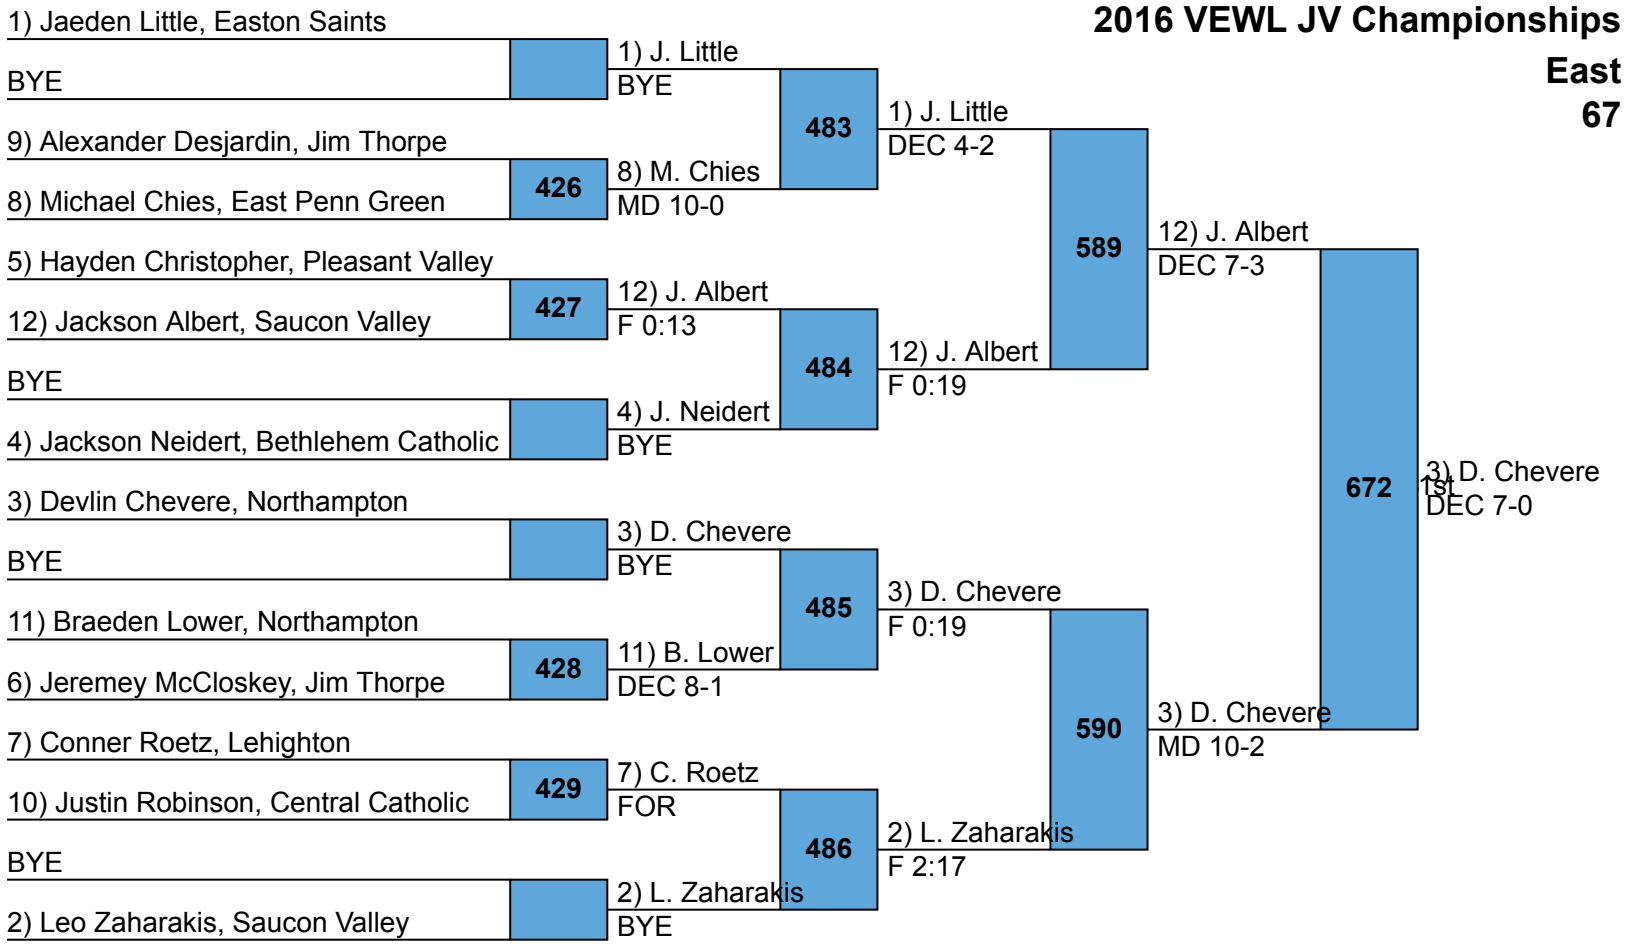 2016 VEWL JV Championships
East
67
1) Jaeden Little, Easton Saints
BYE
9) Alexander Desjardin, Jim Thorpe
426
8) Michael Chies, East Penn Green
5) Hayden Christopher, Pleasant Valley
427
12) Jackson Albert, Saucon Valley
BYE
4) Jackson Neidert, Bethlehem Catholic
3) Devlin Chevere, Northampton
BYE
11) Braeden Lower, Northampton
428
6) Jeremey McCloskey, Jim Thorpe
7) Conner Roetz, Lehighton
429
10) Justin Robinson, Central Catholic
BYE
2) Leo Zaharakis, Saucon Valley
1) J. Little
BYE
483
8) M. Chies
MD 10-0
12) J. Albert
F 0:13
484
4) J. Neidert
BYE
3) D. Chevere
BYE
485
11) B. Lower
DEC 8-1
7) C. Roetz
FOR
486
2) L. Zaharakis
BYE
1) J. Little
DEC 4-2
589
12) J. Albert
F 0:19
3) D. Chevere
F 0:19
590
2) L. Zaharakis
F 2:17
12) J. Albert
DEC 7-3
672
3) D. Chevere
MD 10-2
3) D. Chevere
1st
DEC 7-0